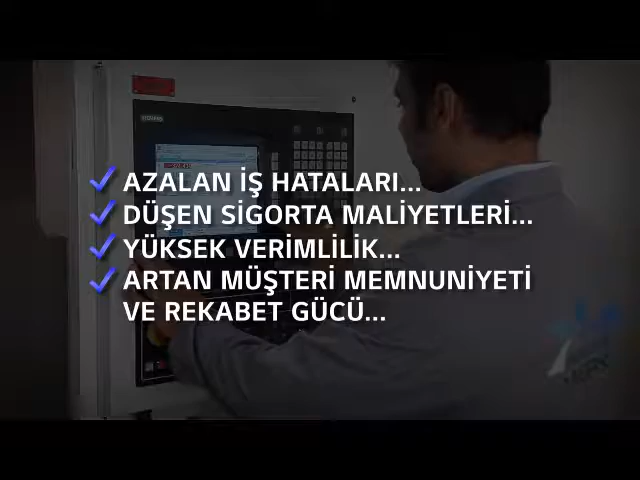 AZALAN İŞ HATALARI...
DÜŞEN SİGORTA MALİYETLERİ...
YÜKSEK VERİMLİLİK...
ARTAN MÜŞTERİ MEMNUNİYETİ
VE REKABET GÜCÜ...